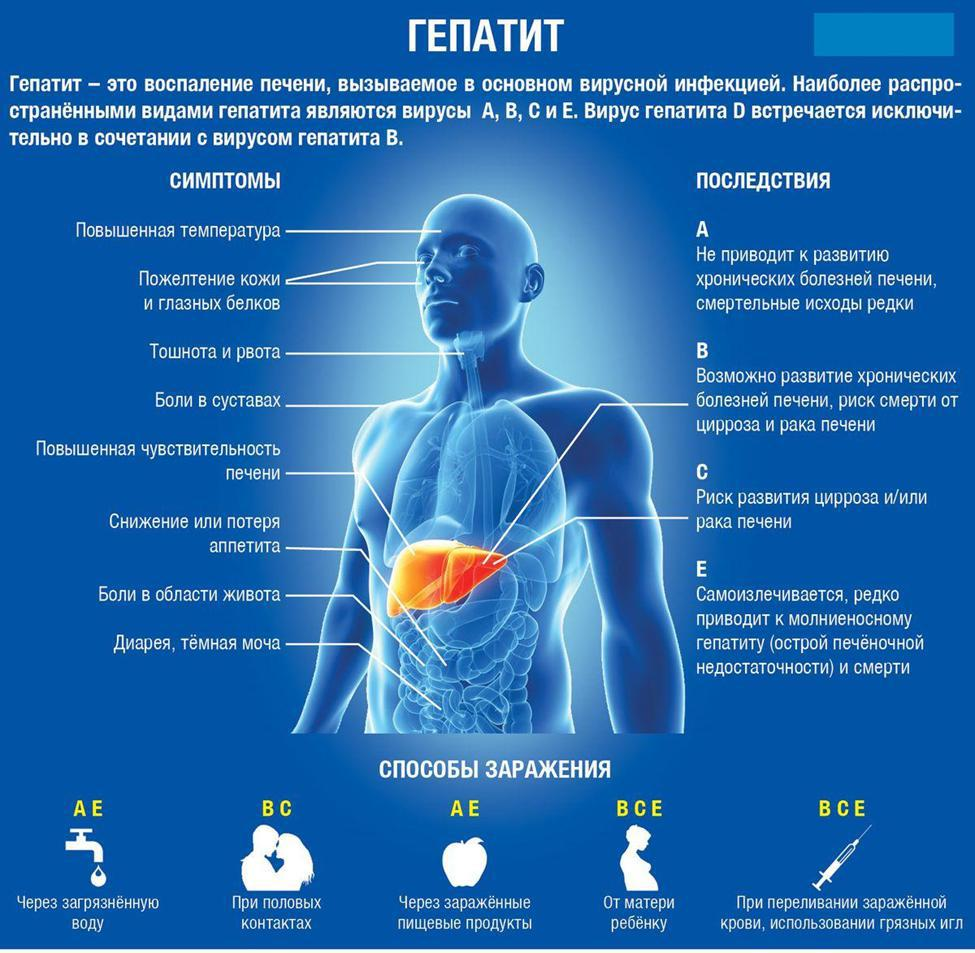 ГЕПАТИТ
Гепатит – это воспаление печени, вызываемое в основном вирусной инфекцией. Наиболее распро-
странёнными видами гепатита являются вирусы А, В, С и Е. Вирус гепатита D встречается исключи-
тельно в сочетании с вирусом гепатита В.
СИМПТОМЫ
Повышенная температура
Пожелтение кожи
и глазных белков
Тошнота и рвота
Боли в суставах
Повышенная чувствительность
печени
Снижение или потеря
аппетита
Боли в области живота
Диарея, тёмная моча
ПОСЛЕДСТВИЯ
А
Не приводит к развитию
хронических болезней печени,
смертельные исходы редки
В
Возможно развитие хронических
болезней печени, риск смерти от
цирроза и рака печени
С
Риск развития цирроза и/или
рака печени
Е
Самоизлечивается, редко
приводит к молниеносному
гепатиту (острой печёночной
недостаточности) и смерти
СПОСОБЫ ЗАРАЖЕНИЯ
А Е
Через загрязнённую
воду
В С
При половых
контактах
А Е
Через заражённые
пищевые продукты
В С Е
От матери
ребёнку
В С Е
При переливании заражённой
крови, использовании грязных игл